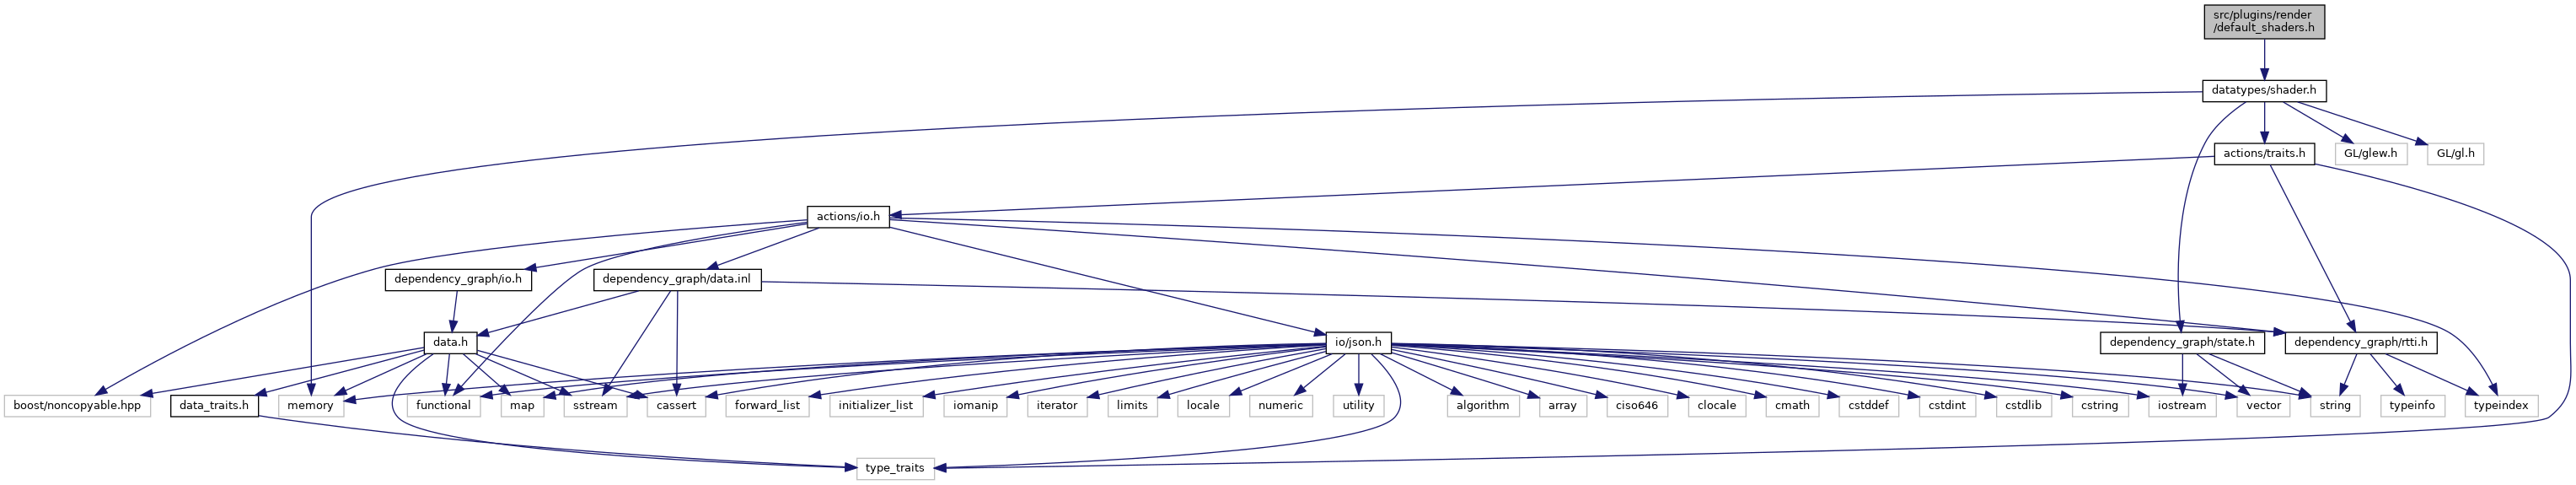 src/plugins/render
/default_shaders.h
datatypes/shader.h
actions/traits.h
GL/glew.h
GL/gl.h
actions/io.h
dependency_graph/io.h
dependency_graph/data.inl
data.h
io/json.h
dependency_graph/state.h
dependency_graph/rtti.h
boost/noncopyable.hpp
data_traits.h
memory
functional
map
sstream
cassert
forward_list
initializer_list
iomanip
iterator
limits
locale
numeric
utility
algorithm
array
ciso646
clocale
cmath
cstddef
cstdint
cstdlib
cstring
iostream
vector
string
typeinfo
typeindex
type_traits